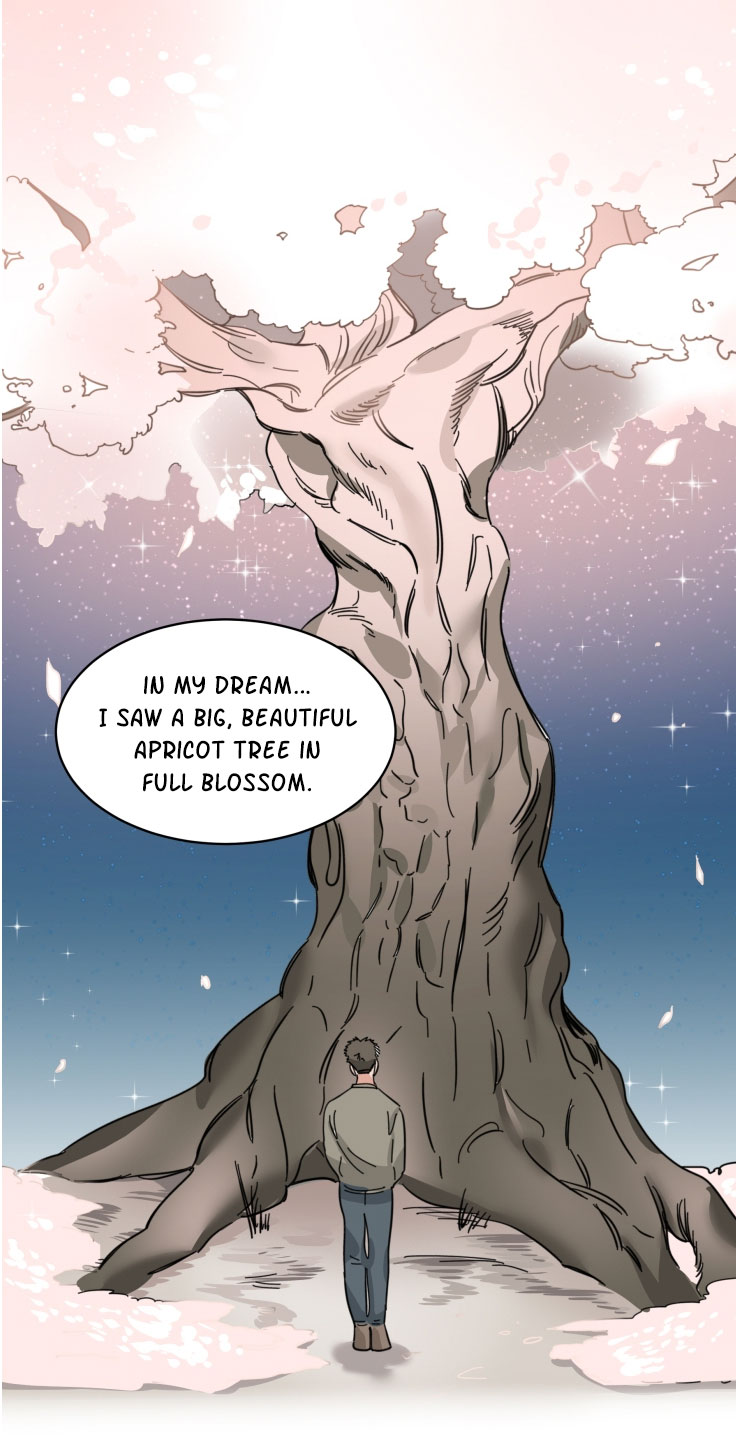 IN MY DREAM...
I SAW A BIG, BEAUTIFUL
APRICOT TREE IN
FULL BLOSSOM.